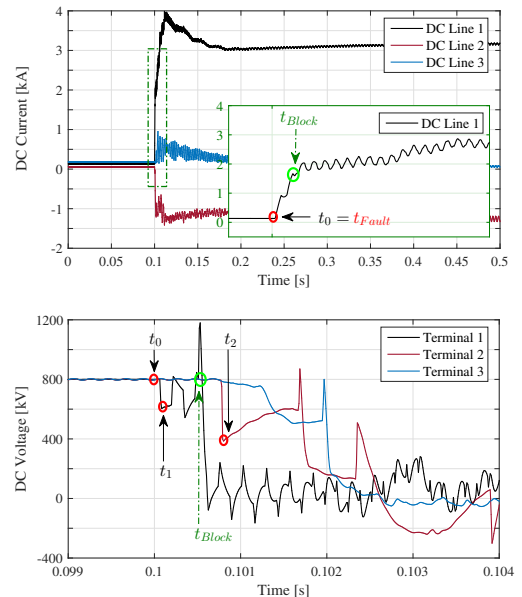 DC Current [kA]
4
3
2
1
0
-1
-2
DC Line 1
DC Line 2
DC Line 3
4
2
0
t_Block
DC Line 1
t_0 = t_Fault
0
0.05
0.1
0.15
0.2
0.25
0.3
0.35
0.4
0.45
0.5
Time [s]
DC Voltage [kV]
1200
800
400
0
-400
t_0
t_1
t_2
t_Block
Terminal 1
Terminal 2
Terminal 3
0.099
0.1
0.101
0.102
0.103
0.104
Time [s]